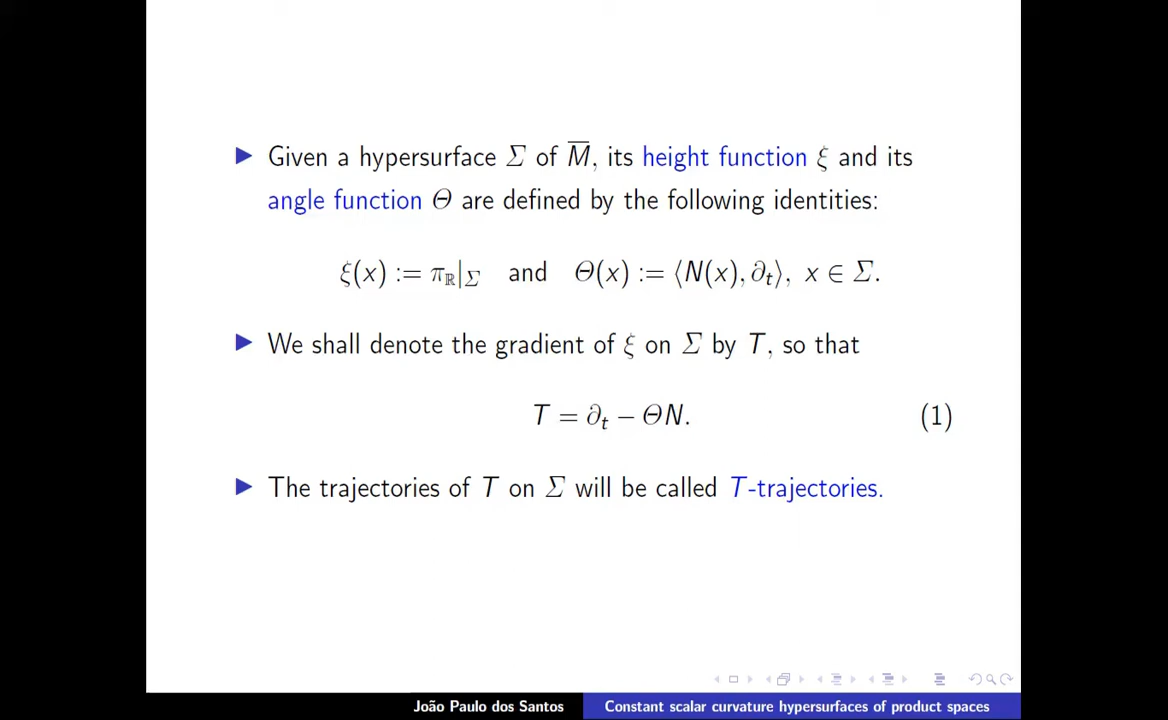 ▶ Given a hypersurface Σ of M̅, its height function ξ and its
angle function Θ are defined by the following identities:
ξ(x) := π_ℝ|_Σ and Θ(x) := ⟨N(x), ∂_t⟩, x ∈ Σ.
▶ We shall denote the gradient of ξ on Σ by T, so that
T = ∂_t − ΘN. (1)
▶ The trajectories of T on Σ will be called T-trajectories.
João Paulo dos Santos Constant scalar curvature hypersurfaces of product spaces